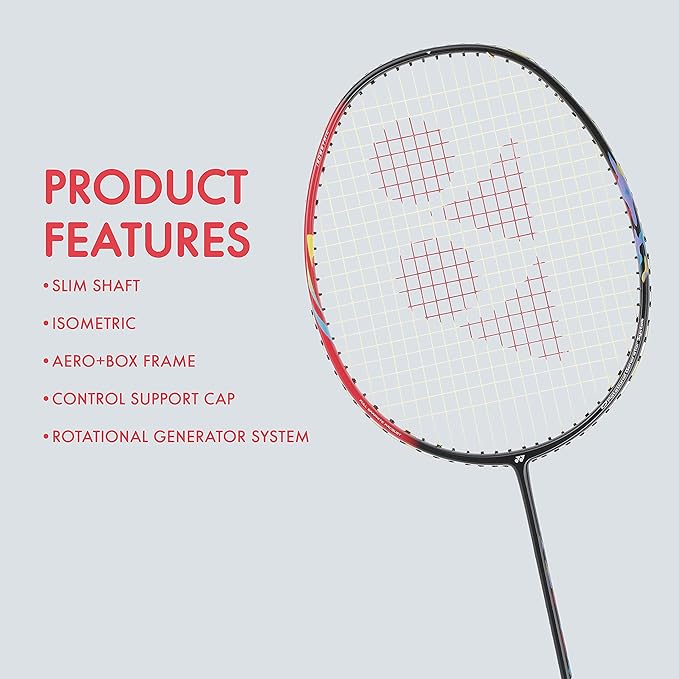 PRODUCT
FEATURES
• SLIM SHAFT
• ISOMETRIC
• AERO+BOX FRAME
• CONTROL SUPPORT CAP
• ROTATIONAL GENERATOR SYSTEM